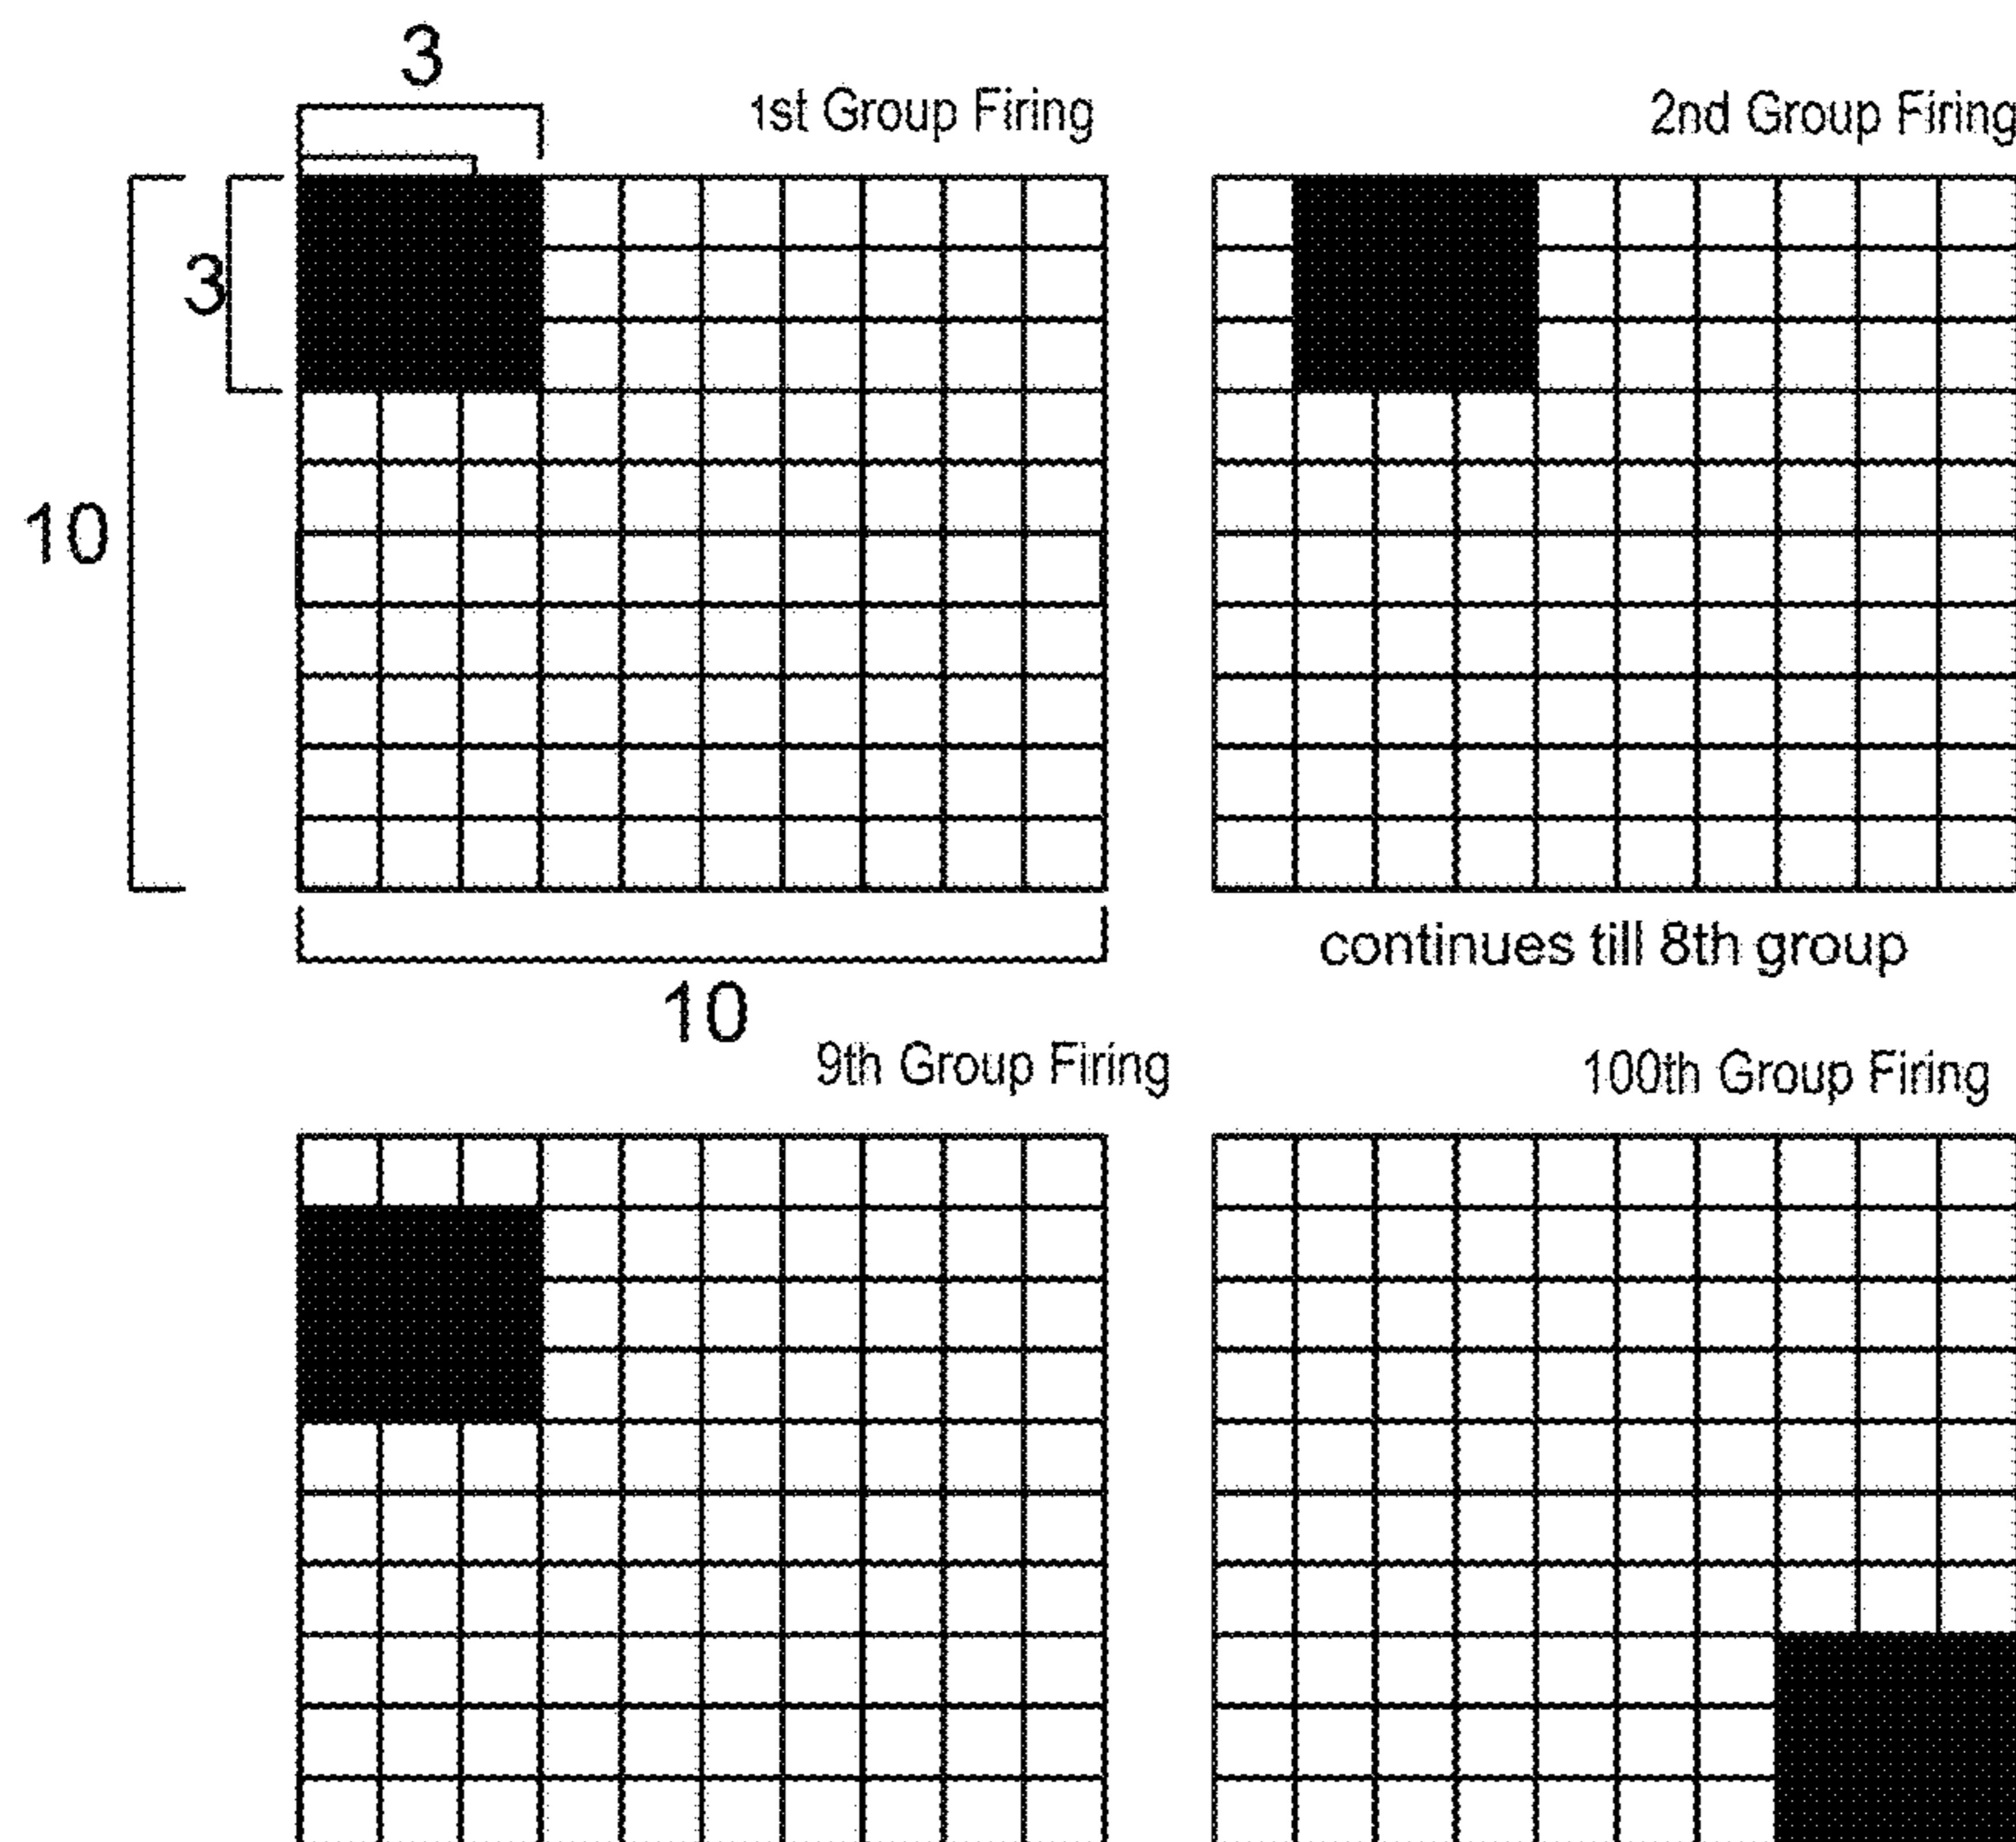 3
1st Group Firing
2nd Group Firing
3
10
continues till 8th group
10
9th Group Firing
100th Group Firing